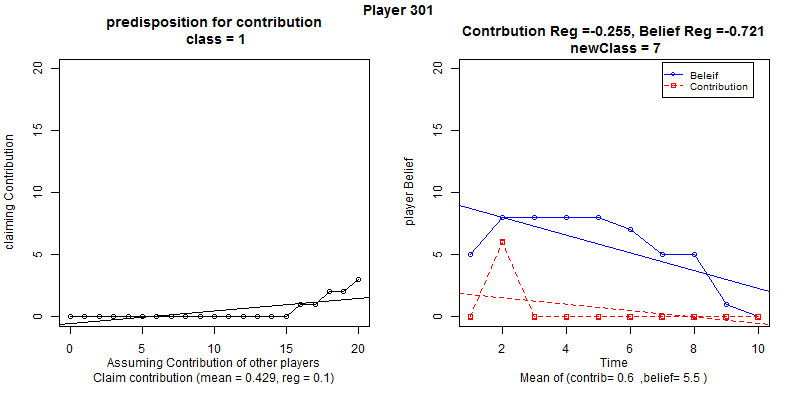 Player 301
predisposition for contribution
class = 1
claiming Contribution
0 5 10 15 20
0 5 10 15 20
Assuming Contribution of other players
Claim contribution (mean = 0.429, reg = 0.1)
Contrbution Reg =-0.255, Belief Reg =-0.721
newClass = 7
player Belief
0 5 10 15 20
Beleif
Contribution
2 4 6 8 10
Time
Mean of (contrib= 0.6 ,belief= 5.5 )